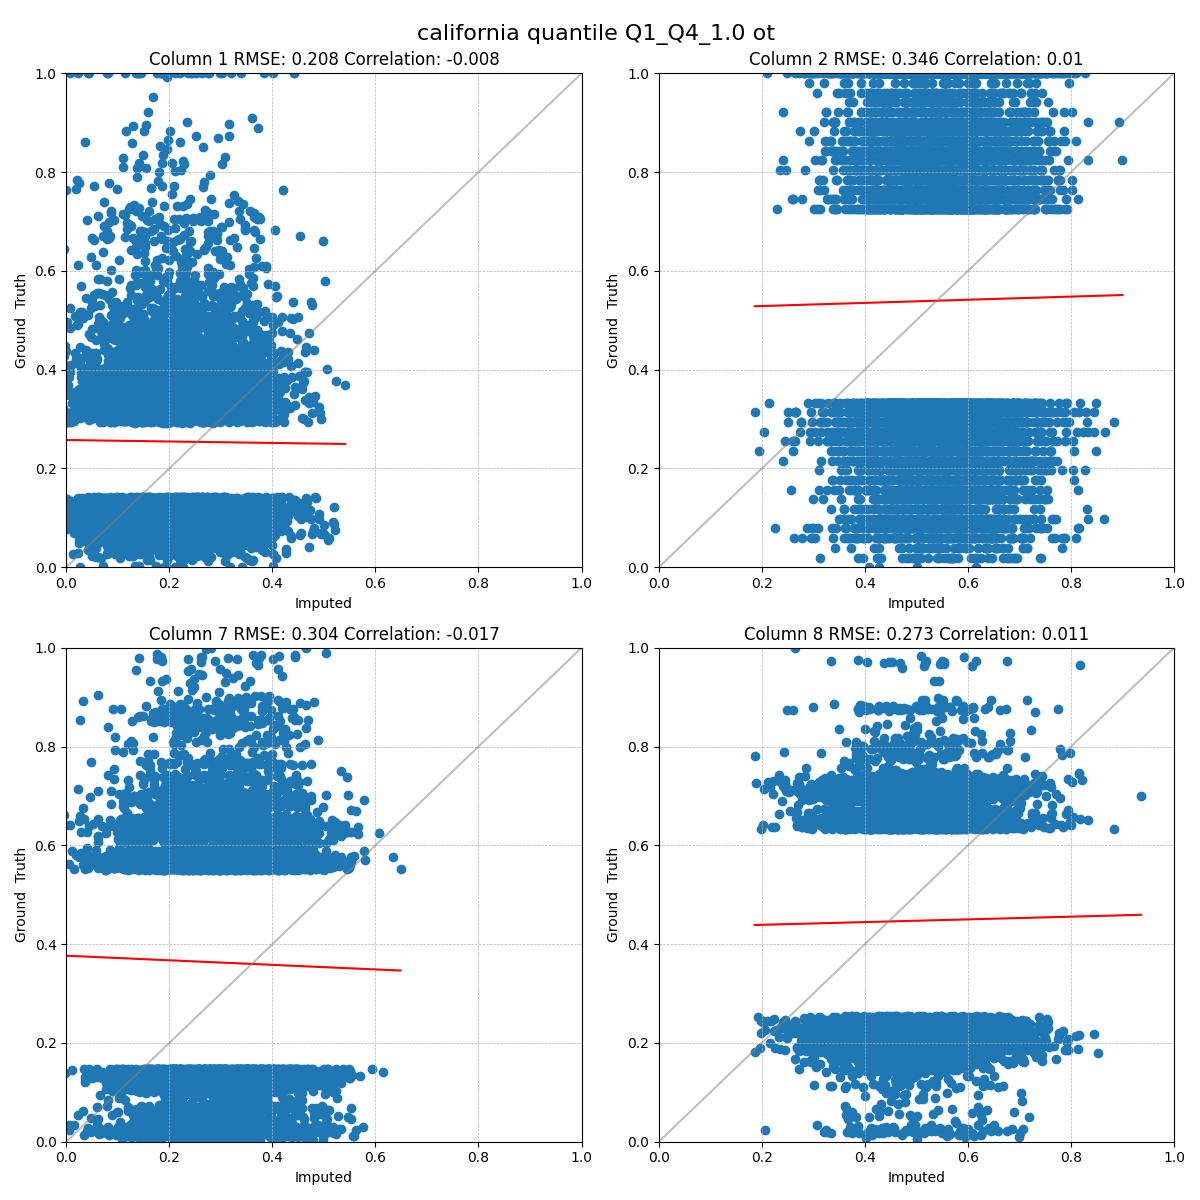 california quantile Q1_Q4_1.0 ot
Column 1 RMSE: 0.208 Correlation: -0.008
1.0
0.8
0.6
0.4
0.2
0.0
Ground Truth
0.0 0.2 0.4 0.6 0.8 1.0
Imputed
Column 2 RMSE: 0.346 Correlation: 0.01
1.0
0.8
0.6
0.4
0.2
0.0
Ground Truth
0.0 0.2 0.4 0.6 0.8 1.0
Imputed
Column 7 RMSE: 0.304 Correlation: -0.017
1.0
0.8
0.6
0.4
0.2
0.0
Ground Truth
0.0 0.2 0.4 0.6 0.8 1.0
Imputed
Column 8 RMSE: 0.273 Correlation: 0.011
1.0
0.8
0.6
0.4
0.2
0.0
Ground Truth
0.0 0.2 0.4 0.6 0.8 1.0
Imputed